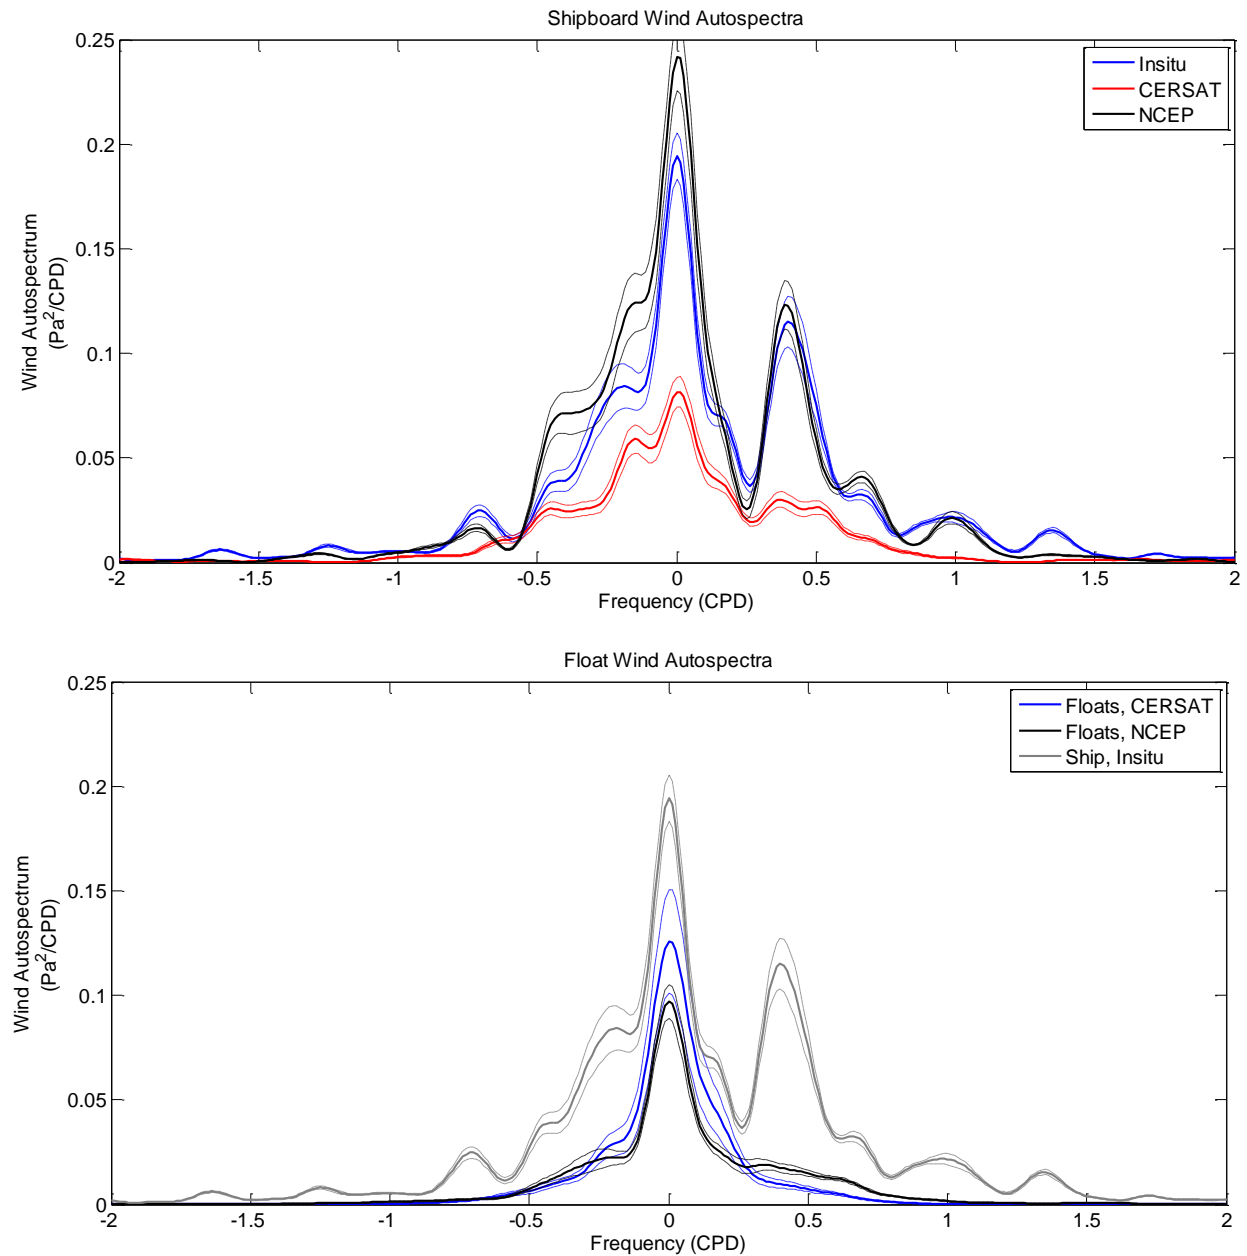 Shipboard Wind Autospectra
0.25
0.2
0.15
0.1
0.05
0
Wind Autospectrum
(Pa2/CPD)
Insitu
CERSAT
NCEP
-2 -1.5 -1 -0.5 0 0.5 1 1.5 2
Frequency (CPD)
Float Wind Autospectra
0.25
0.2
0.15
0.1
0.05
0
Wind Autospectrum
(Pa2/CPD)
Floats, CERSAT
Floats, NCEP
Ship, Insitu
-2 -1.5 -1 -0.5 0 0.5 1 1.5 2
Frequency (CPD)